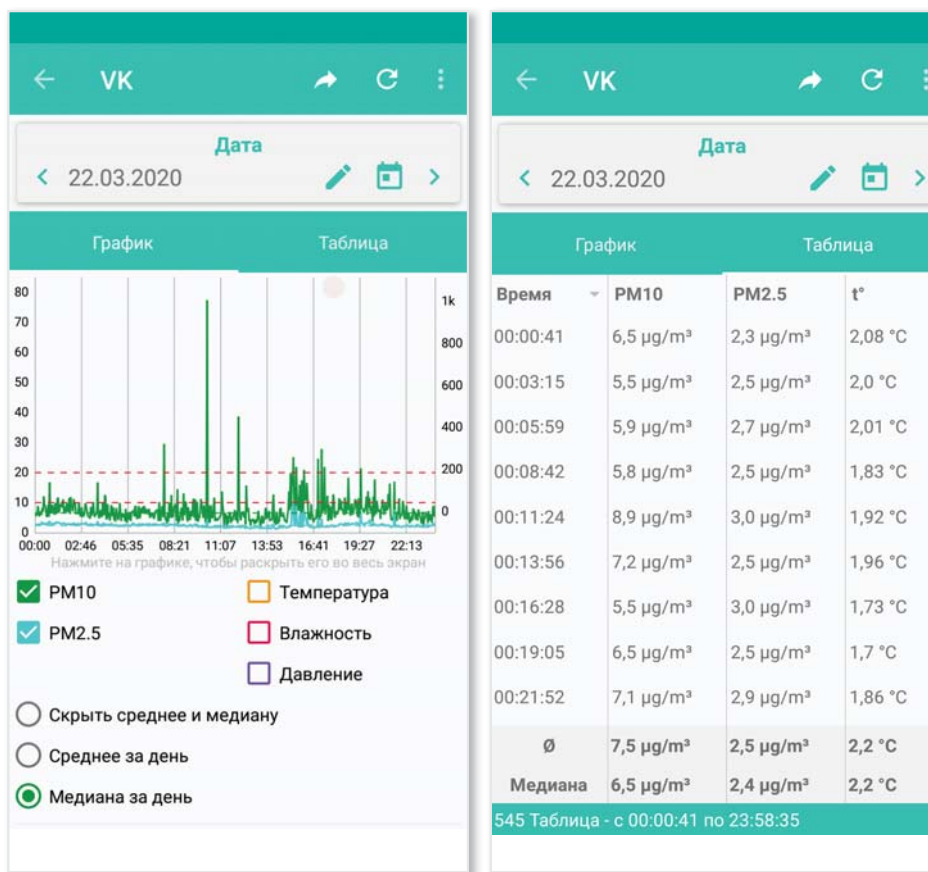 VK
Дата
22.03.2020
График Таблица
80
70
60
50
40
30
20
10
0
1k
800
600
400
200
0
00:00 02:46 05:35 08:21 11:07 13:53 16:41 19:27 22:13
Нажмите на графике, чтобы раскрыть его во весь экран
PM10 Температура
PM2.5 Влажность
Давление
Скрыть среднее и медиану
Среднее за день
Медиана за день
VK
Дата
22.03.2020
График Таблица
Время PM10 PM2.5 t°
00:00:41 6,5 µg/m³ 2,3 µg/m³ 2,08 °C
00:03:15 5,5 µg/m³ 2,5 µg/m³ 2,0 °C
00:05:59 5,9 µg/m³ 2,7 µg/m³ 2,01 °C
00:08:42 5,8 µg/m³ 2,5 µg/m³ 1,83 °C
00:11:24 8,9 µg/m³ 3,0 µg/m³ 1,92 °C
00:13:56 7,2 µg/m³ 2,5 µg/m³ 1,96 °C
00:16:28 5,5 µg/m³ 3,0 µg/m³ 1,73 °C
00:19:05 6,5 µg/m³ 2,5 µg/m³ 1,7 °C
00:21:52 7,1 µg/m³ 2,9 µg/m³ 1,86 °C
Ø 7,5 µg/m³ 2,5 µg/m³ 2,2 °C
Медиана 6,5 µg/m³ 2,4 µg/m³ 2,2 °C
545 Таблица - с 00:00:41 по 23:58:35